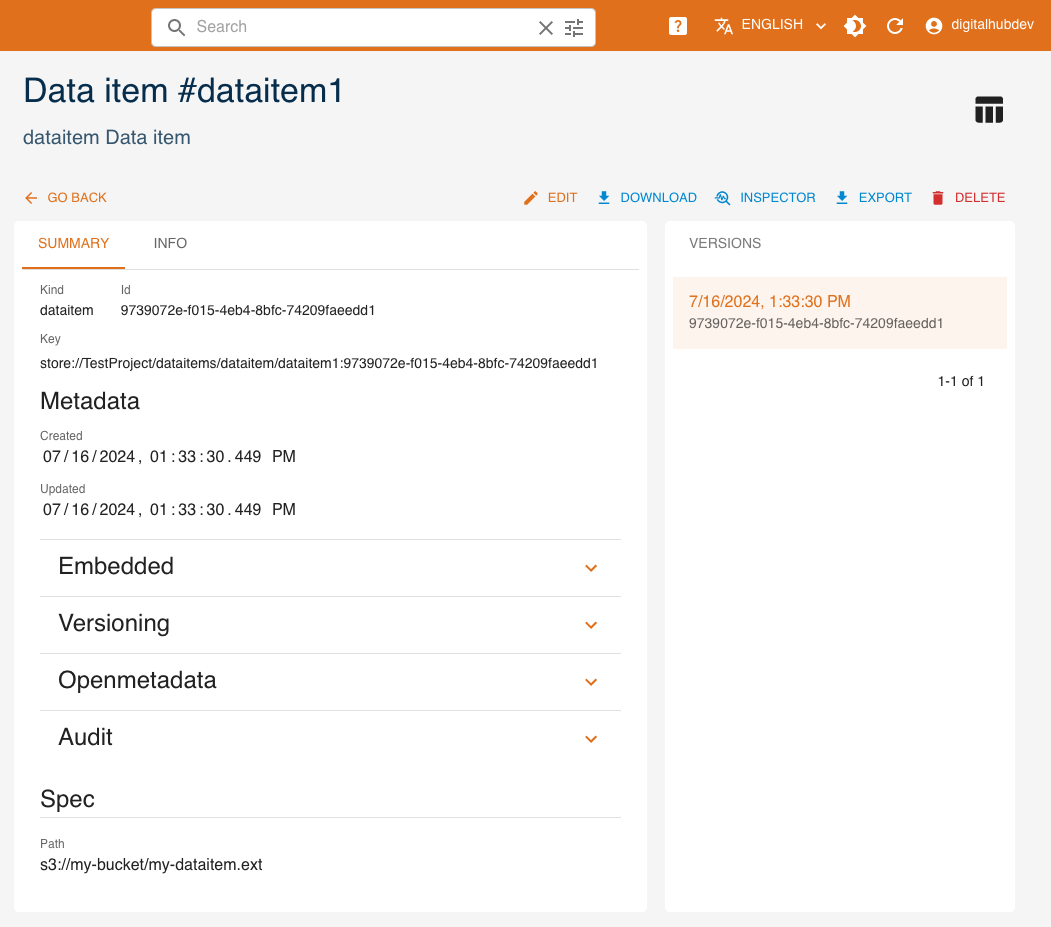 Search
?
ENGLISH
digitalhubdev
Data item #dataitem1
dataitem Data item
GO BACK
EDIT
DOWNLOAD
INSPECTOR
EXPORT
DELETE
SUMMARY
INFO
Kind
Id
dataitem
9739072e-f015-4eb4-8bfc-74209faeedd1
Key
store://TestProject/dataitems/dataitem/dataitem1:9739072e-f015-4eb4-8bfc-74209faeedd1
Metadata
Created
07/16/2024, 01:33:30.449 PM
Updated
07/16/2024, 01:33:30.449 PM
Embedded
Versioning
Openmetadata
Audit
Spec
Path
s3://my-bucket/my-dataitem.ext
VERSIONS
7/16/2024, 1:33:30 PM
9739072e-f015-4eb4-8bfc-74209faeedd1
1-1 of 1